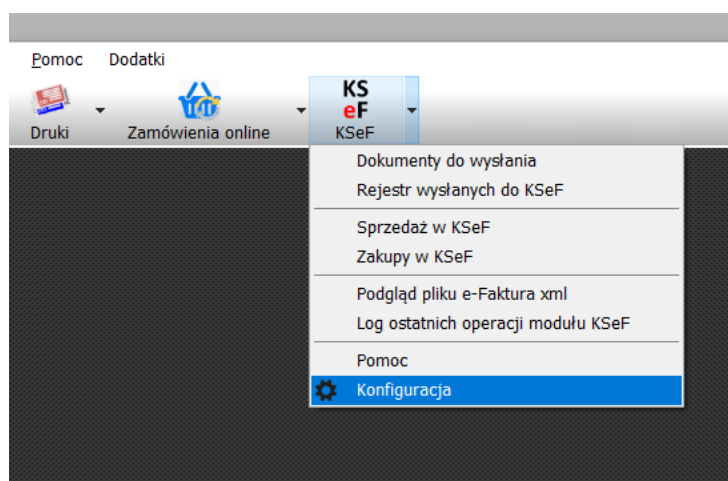 Pomoc Dodatki
KS
eF
Druki Zamówienia online KSeF
Dokumenty do wysłania
Rejestr wysłanych do KSeF
Sprzedaż w KSeF
Zakupy w KSeF
Podgląd pliku e-Faktura xml
Log ostatnich operacji modułu KSeF
Pomoc
Konfiguracja